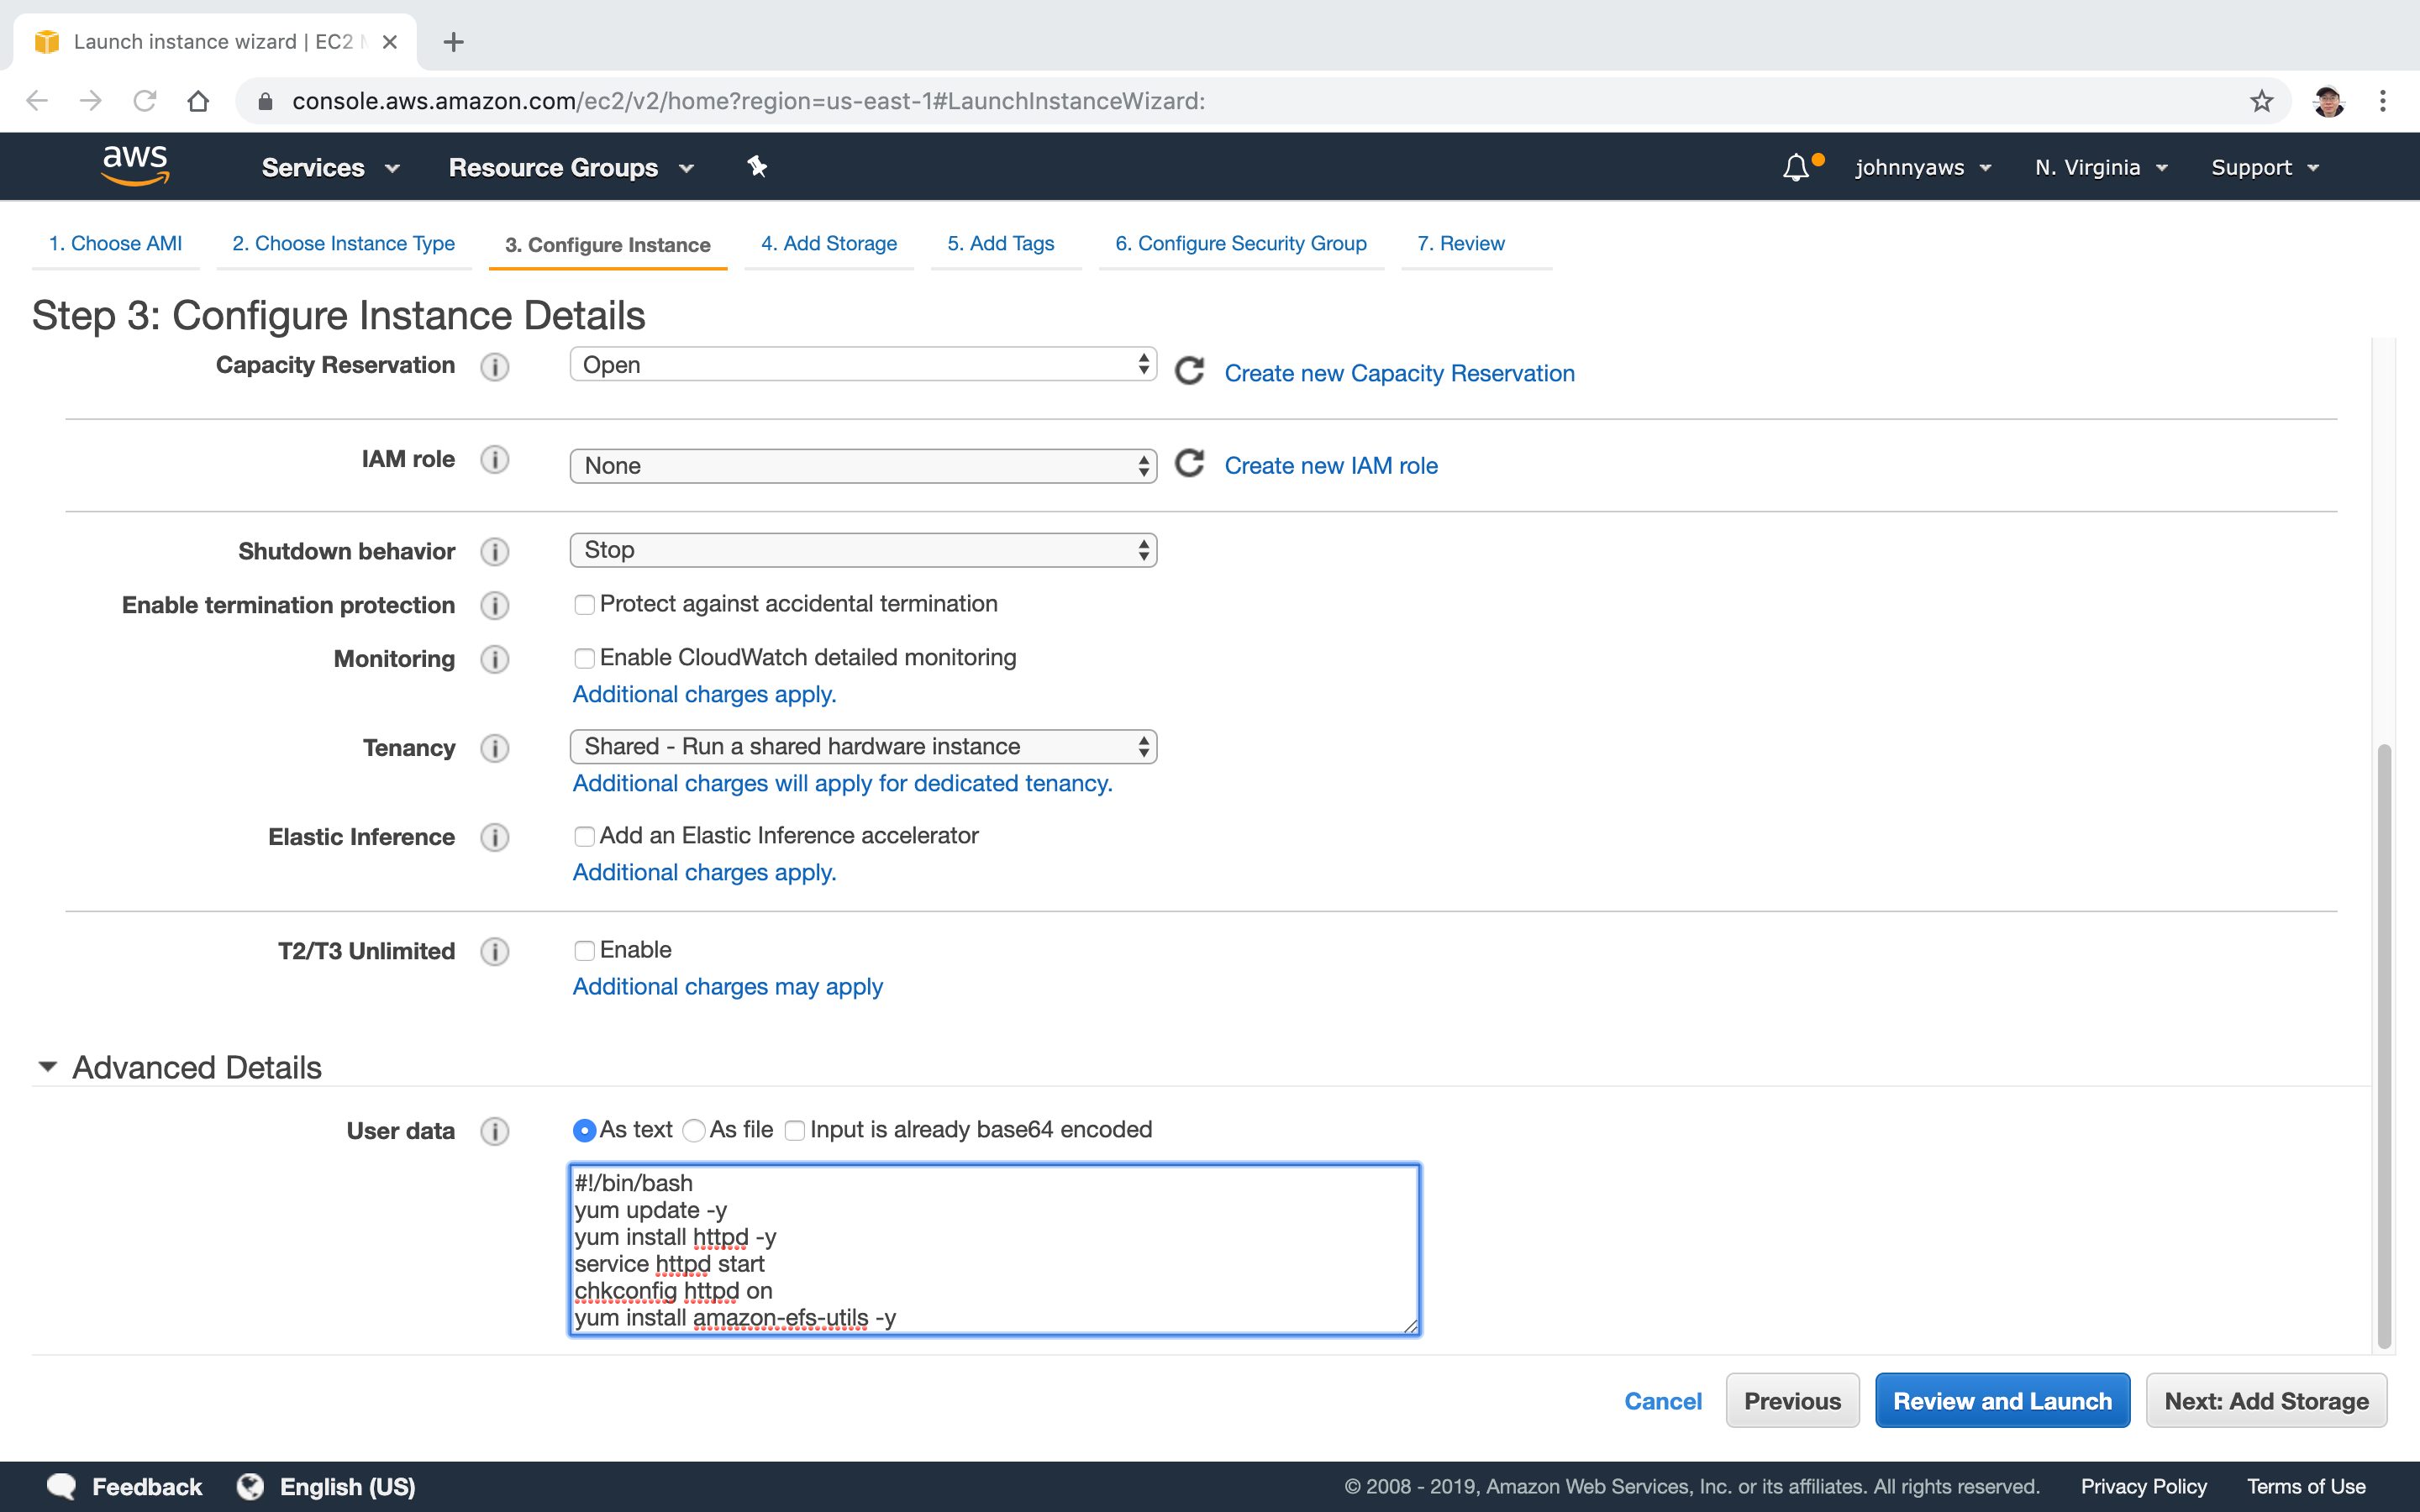 Launch instance wizard | EC2
console.aws.amazon.com/ec2/v2/home?region=us-east-1#LaunchInstanceWizard:
aws Services Resource Groups johnnyaws N. Virginia Support
1. Choose AMI 2. Choose Instance Type 3. Configure Instance 4. Add Storage 5. Add Tags 6. Configure Security Group 7. Review
Step 3: Configure Instance Details
Capacity Reservation Open Create new Capacity Reservation
IAM role None Create new IAM role
Shutdown behavior Stop
Enable termination protection Protect against accidental termination
Monitoring Enable CloudWatch detailed monitoring
Additional charges apply.
Tenancy Shared - Run a shared hardware instance
Additional charges will apply for dedicated tenancy.
Elastic Inference Add an Elastic Inference accelerator
Additional charges apply.
T2/T3 Unlimited Enable
Additional charges may apply
Advanced Details
User data As text As file Input is already base64 encoded
#!/bin/bash
yum update -y
yum install httpd -y
service httpd start
chkconfig httpd on
yum install amazon-efs-utils -y
Cancel Previous Review and Launch Next: Add Storage
Feedback English (US) © 2008 - 2019, Amazon Web Services, Inc. or its affiliates. All rights reserved. Privacy Policy Terms of Use